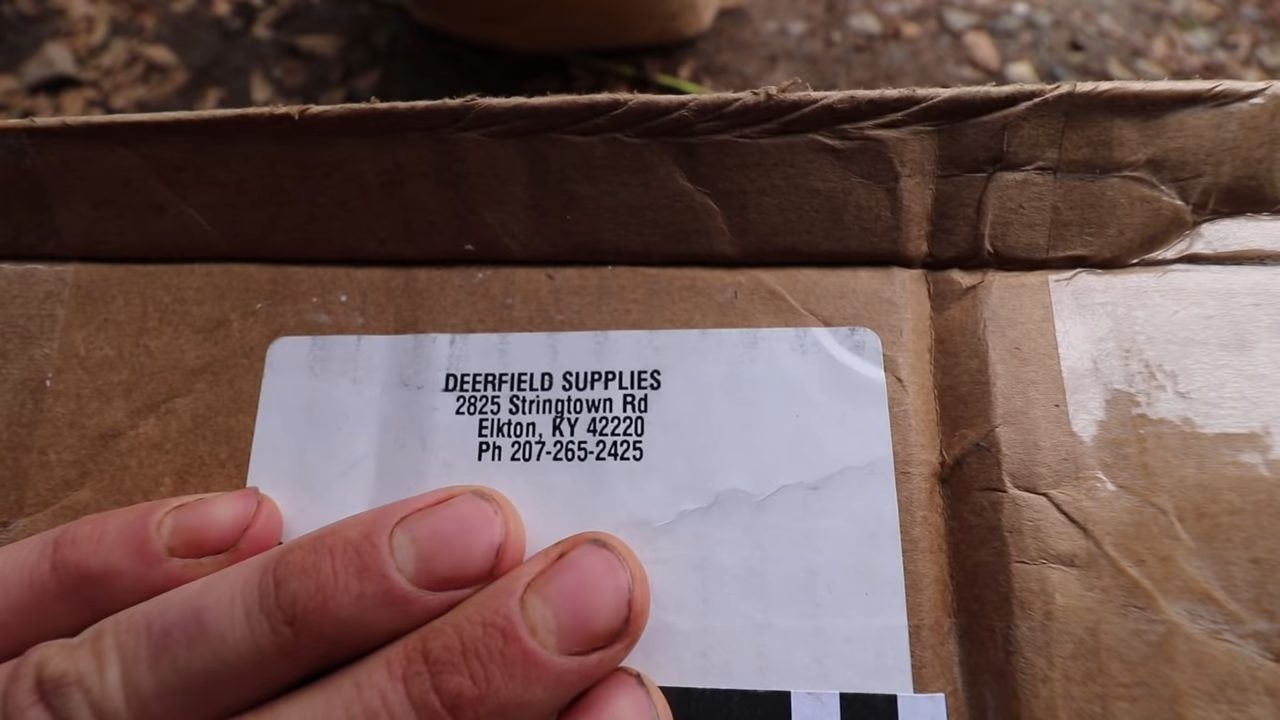 DEERFIELD SUPPLIES
2825 Stringtown Rd
Elkton, KY 42220
Ph 207-265-2425